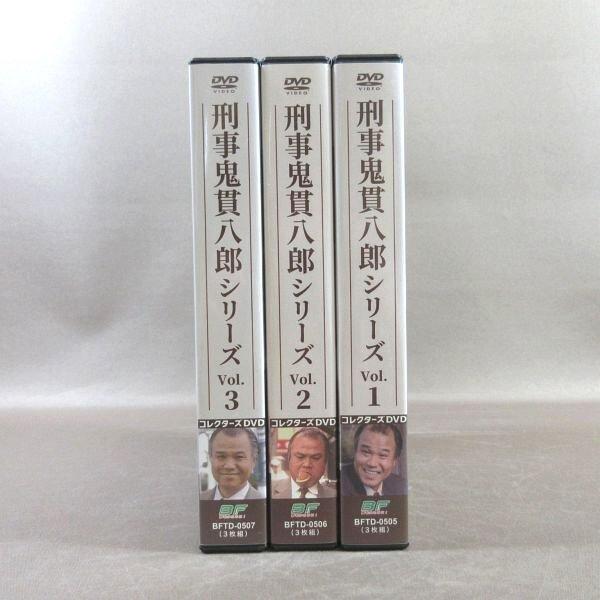 DVD
VIDEO
刑事鬼貫八郎シリーズ
Vol.
3
コレクターズDVD
BF
BFTD-0507
(3枚組)
DVD
VIDEO
刑事鬼貫八郎シリーズ
Vol.
2
コレクターズDVD
BF
BFTD-0506
(3枚組)
DVD
VIDEO
刑事鬼貫八郎シリーズ
Vol.
1
コレクターズDVD
BF
BFTD-0505
(3枚組)